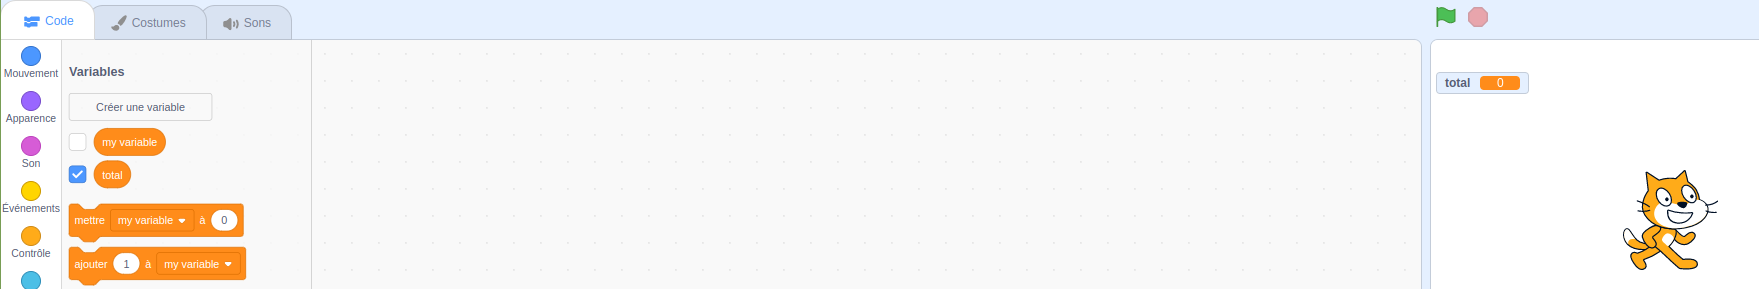 Code
Costumes
Sons
Mouvement
Apparence
Son
Événements
Contrôle
Variables
Créer une variable
my variable
total
mettre my variable à 0
ajouter 1 à my variable
total 0